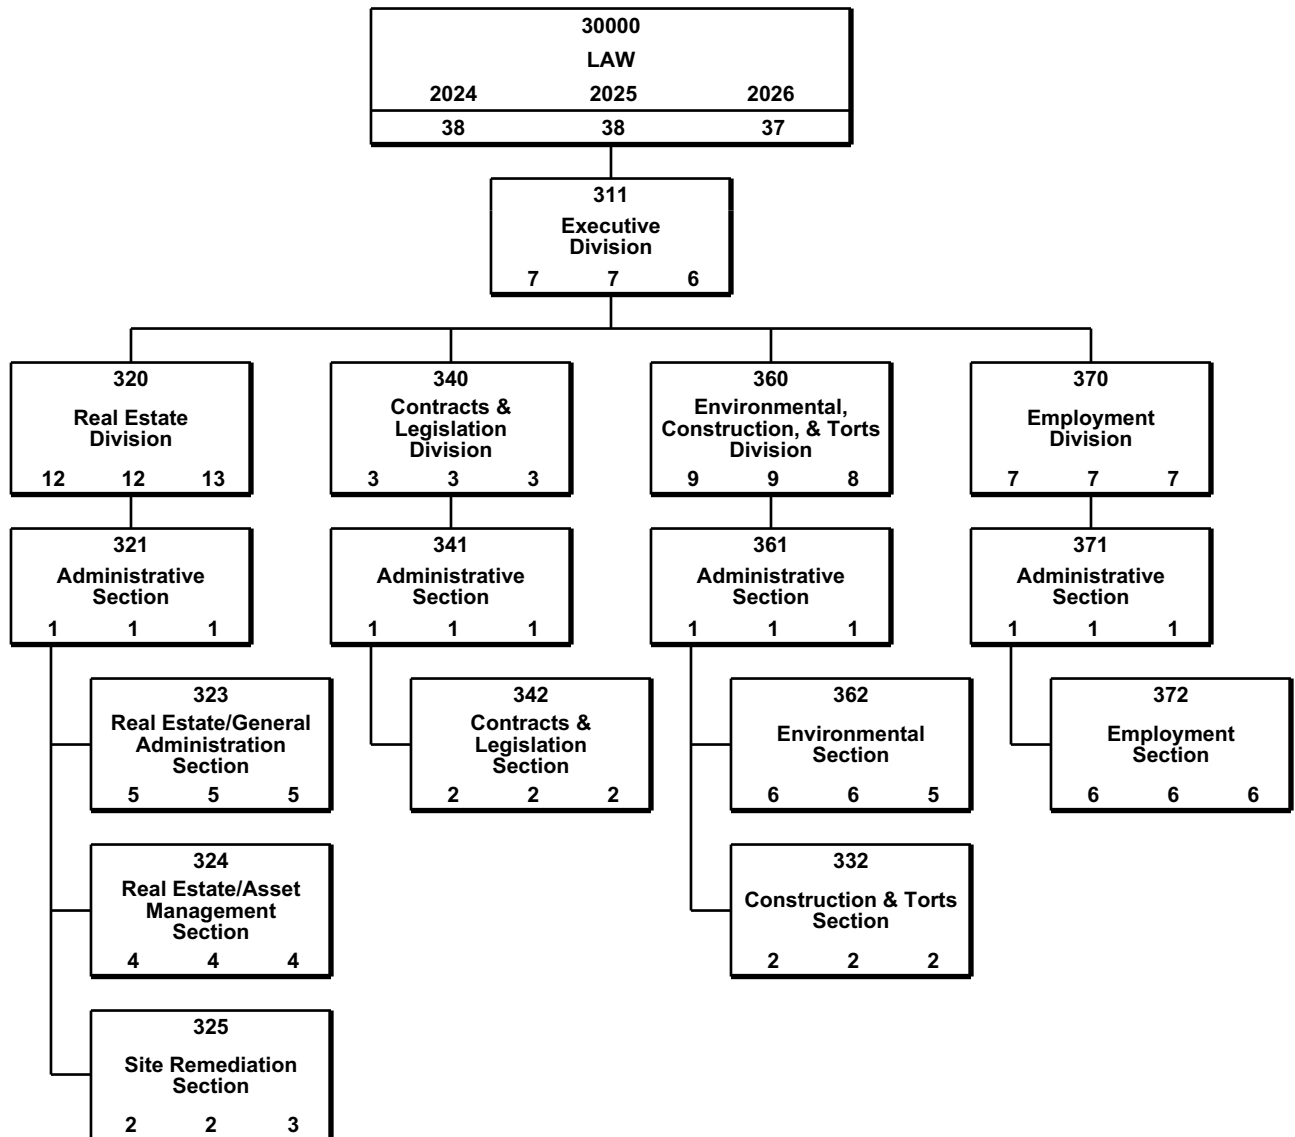 30000
LAW
2024 2025 2026
38 38 37
311
Executive
Division
7 7 6
320
Real Estate
Division
12 12 13
340
Contracts &
Legislation
Division
3 3 3
360
Environmental,
Construction, & Torts
Division
9 9 8
370
Employment
Division
7 7 7
321
Administrative
Section
1 1 1
341
Administrative
Section
1 1 1
361
Administrative
Section
1 1 1
371
Administrative
Section
1 1 1
323
Real Estate/General
Administration
Section
5 5 5
342
Contracts &
Legislation
Section
2 2 2
362
Environmental
Section
6 6 5
372
Employment
Section
6 6 6
324
Real Estate/Asset
Management
Section
4 4 4
332
Construction & Torts
Section
2 2 2
325
Site Remediation
Section
2 2 3